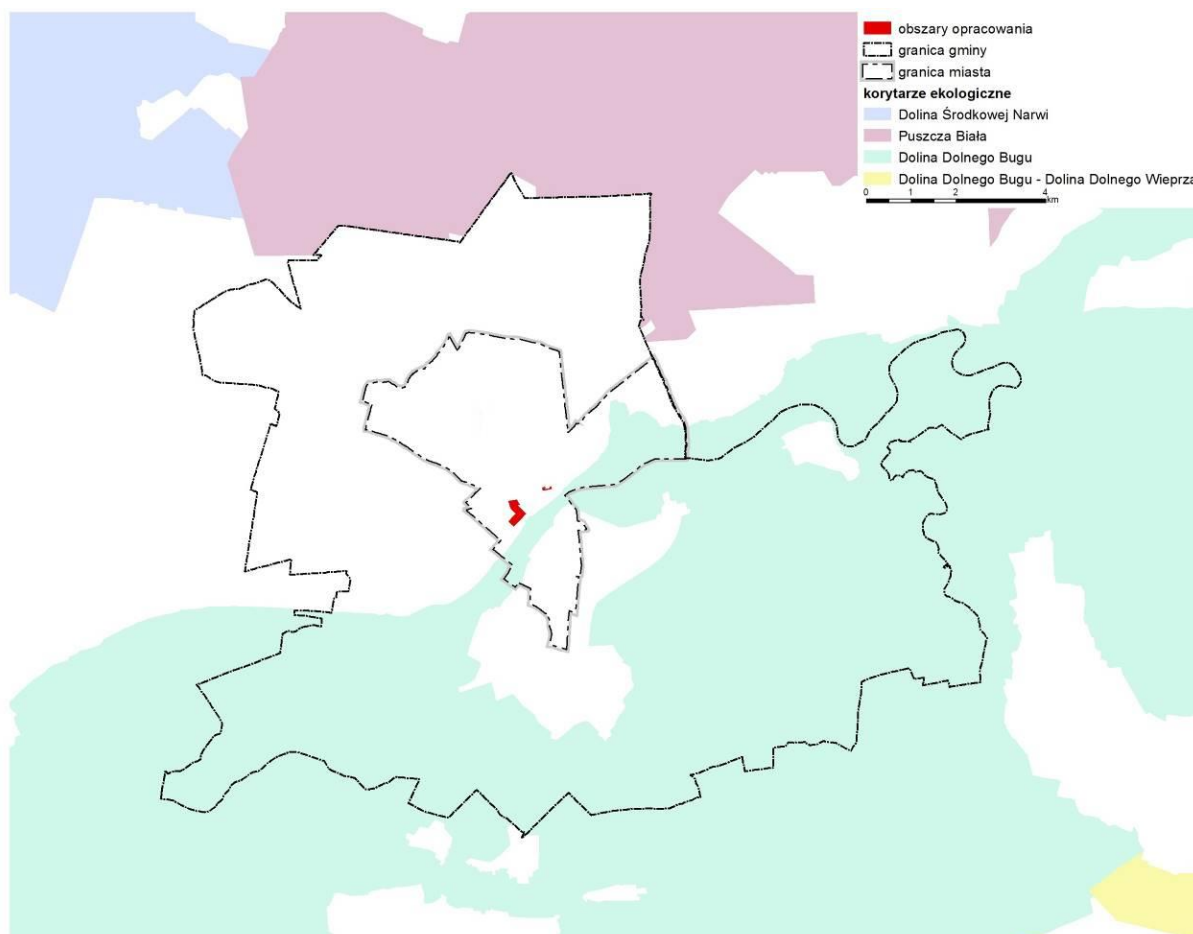 obszary opracowania
granica gminy
granica miasta
korytarze ekologiczne
Dolina Środkowej Narwi
Puszcza Biała
Dolina Dolnego Bugu
Dolina Dolnego Bugu - Dolina Dolnego Wieprza
0 1 2 4
km